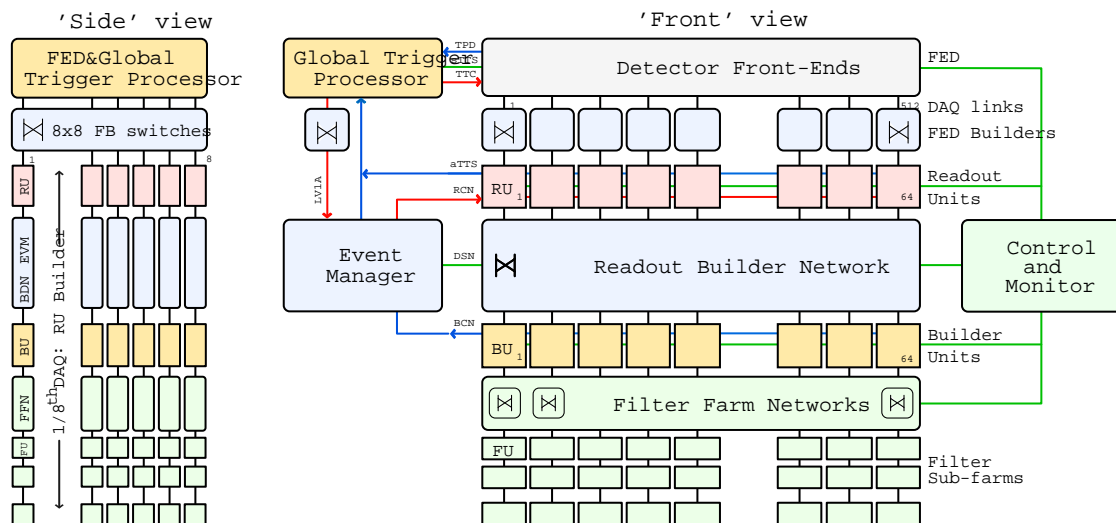 'Side' view
FED&Global
Trigger Processor
8x8 FB switches
1
8
RU
BDN EVM
BU
FFN
FU
1/8th DAQ: RU Builder
'Front' view
Global Trigger
Processor
TPD
sTTS
TTC
Detector Front-Ends
FED
1
512
DAQ links
FED Builders
LV1A
aTTS
RCN
RU
1
64
Readout
Units
Event
Manager
DSN
Readout Builder Network
Control
and
Monitor
BCN
BU
1
64
Builder
Units
Filter Farm Networks
FU
Filter
Sub-farms